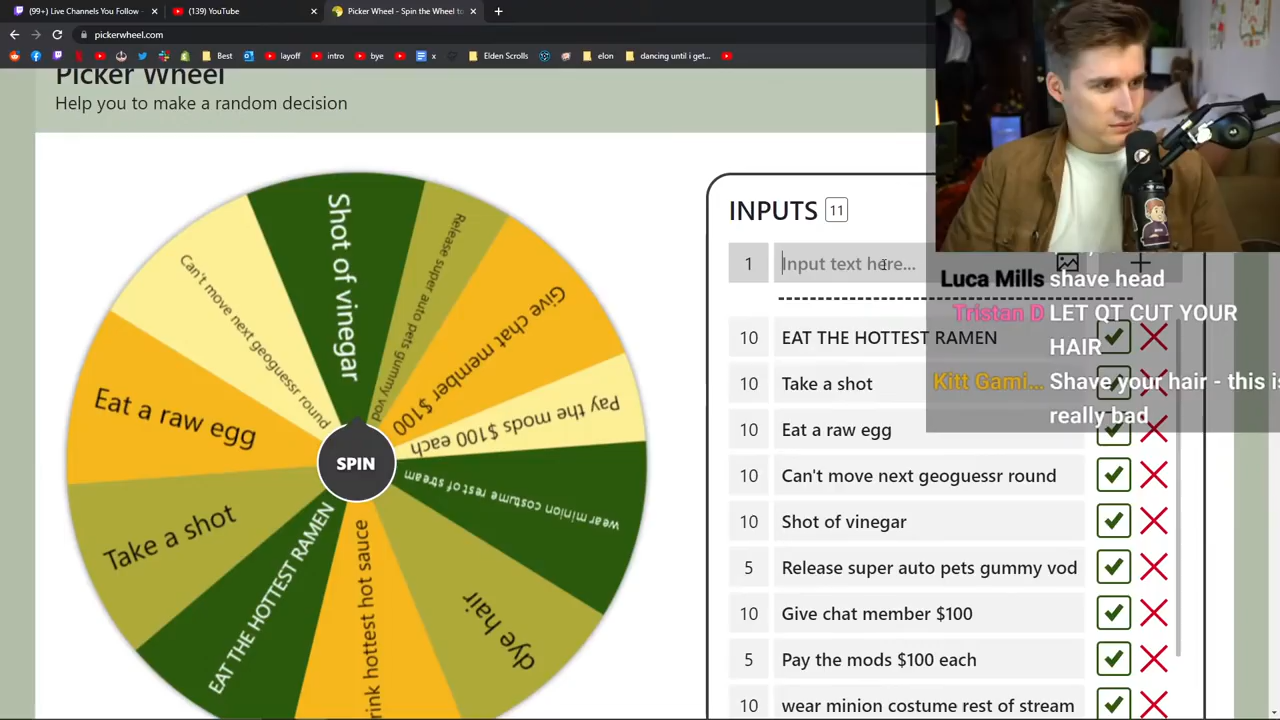 (99+) Live Channels You Follow -
(139) YouTube
Picker Wheel - Spin the Wheel to
pickerwheel.com
Best
layoff
intro
bye
x
Elden Scrolls
elon
dancing until i get...
Picker Wheel
Help you to make a random decision
Shot of vinegar
Release super auto pets gummy vod
Give chat member $100
Pay the mods $100 each
wear minion costume rest of stream
dye hair
drink hottest hot sauce
EAT THE HOTTEST RAMEN
Take a shot
Eat a raw egg
Can't move next geoguessr round
SPIN
INPUTS 11
1 Input text here...
10 EAT THE HOTTEST RAMEN
10 Take a shot
10 Eat a raw egg
10 Can't move next geoguessr round
10 Shot of vinegar
5 Release super auto pets gummy vod
10 Give chat member $100
5 Pay the mods $100 each
10 wear minion costume rest of stream
Luca Mills shave head
Tristan D LET QT CUT YOUR
HAIR
Kitt Gami... Shave your hair - this is
really bad